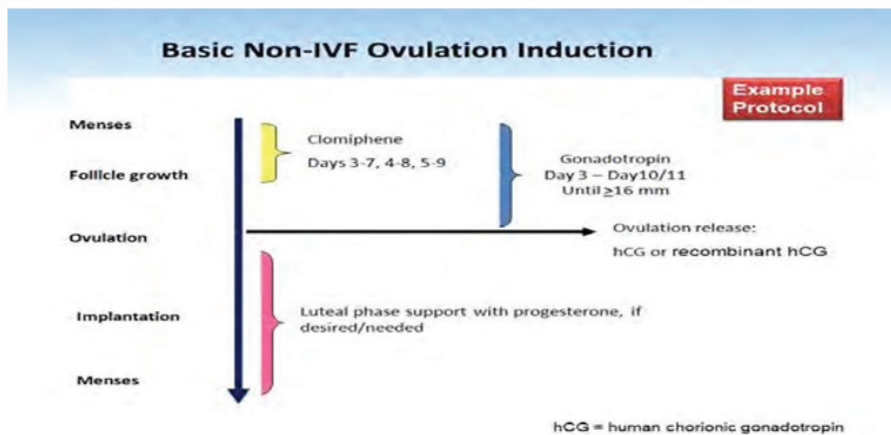 Basic Non-IVF Ovulation Induction
Example
Protocol
Menses
Clomiphene
Days 3-7, 4-8, 5-9
Gonadotropin
Day 3 – Day10/11
Until ≥16 mm
Follicle growth
Ovulation
Ovulation release:
hCG or recombinant hCG
Implantation
Luteal phase support with progesterone, if
desired/needed
Menses
hCG = human chorionic gonadotropin